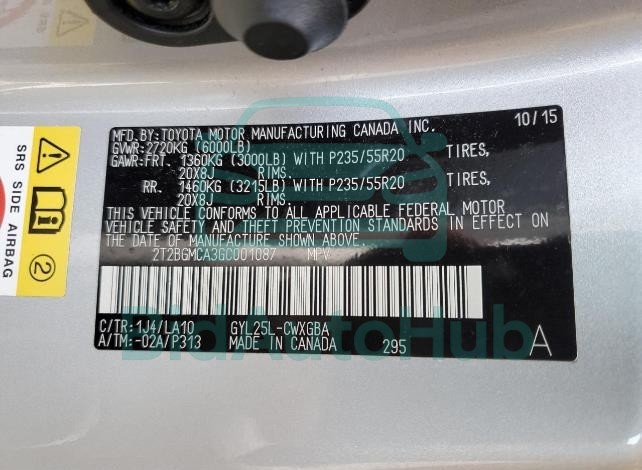 MFD.BY:TOYOTA MOTOR MANUFACTURING CANADA INC. 10/15
GVWR:2720KG (6000LB)
GAWR:FRT. 1360KG (3000LB) WITH P235/55R20 TIRES,
20X8J RIMS.
RR. 1460KG (3215LB) WITH P235/55R20 TIRES,
20X8J RIMS.
THIS VEHICLE CONFORMS TO ALL APPLICABLE FEDERAL MOTOR
VEHICLE SAFETY AND THEFT PREVENTION STANDARDS IN EFFECT ON
THE DATE OF MANUFACTURE SHOWN ABOVE.
2T2BGMCA3GC001087 MPV
C/TR:1J4/LA10 GYL25L-CWXGBA
A/TM:-02A/P313 MADE IN CANADA 295 A
SRS SIDE AIRBAG
2
BidAutoHub